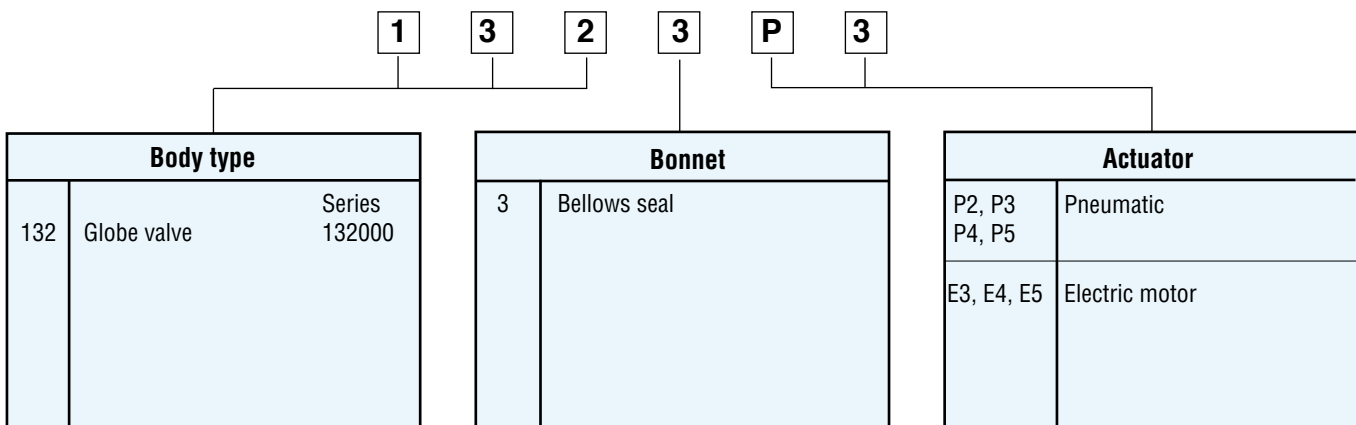 1 3 2 3 P 3
Body type
Series
132 Globe valve 132000
Bonnet
3 Bellows seal
Actuator
P2, P3 Pneumatic
P4, P5
E3, E4, E5 Electric motor